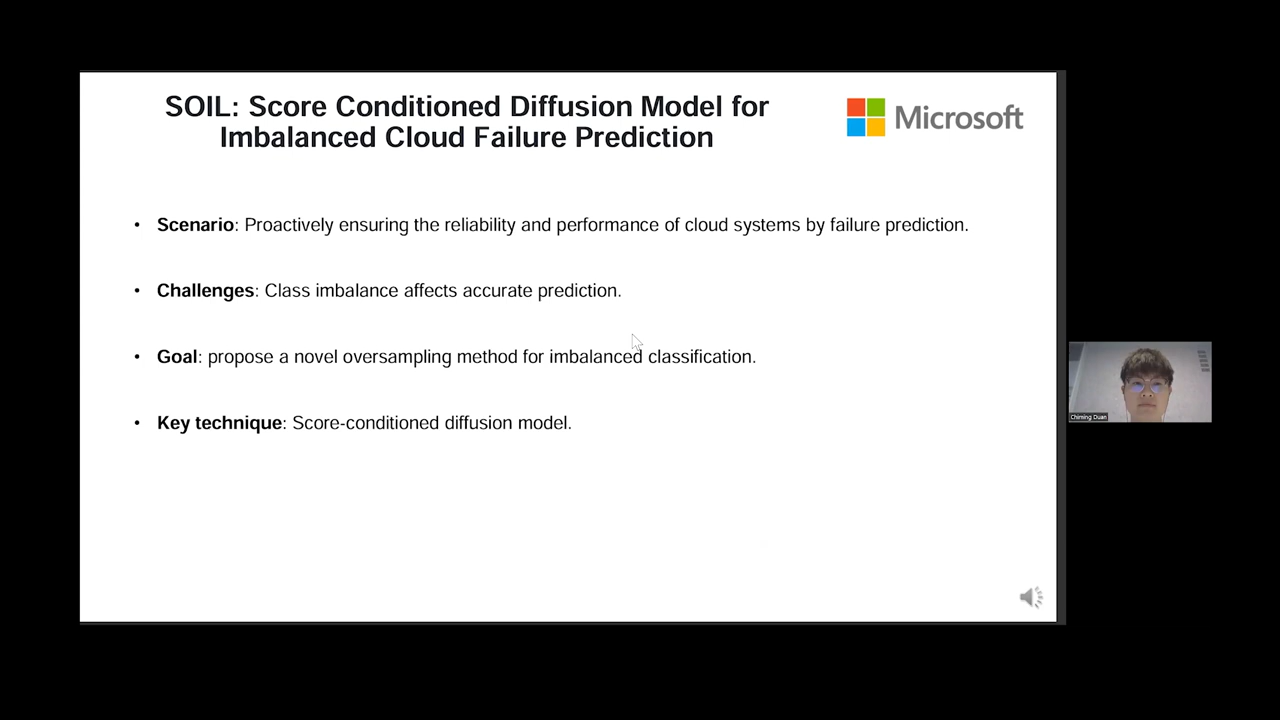 SOIL: Score Conditioned Diffusion Model for
Imbalanced Cloud Failure Prediction
Microsoft
• Scenario: Proactively ensuring the reliability and performance of cloud systems by failure prediction.
• Challenges: Class imbalance affects accurate prediction.
• Goal: propose a novel oversampling method for imbalanced classification.
• Key technique: Score-conditioned diffusion model.
Chiming Duan